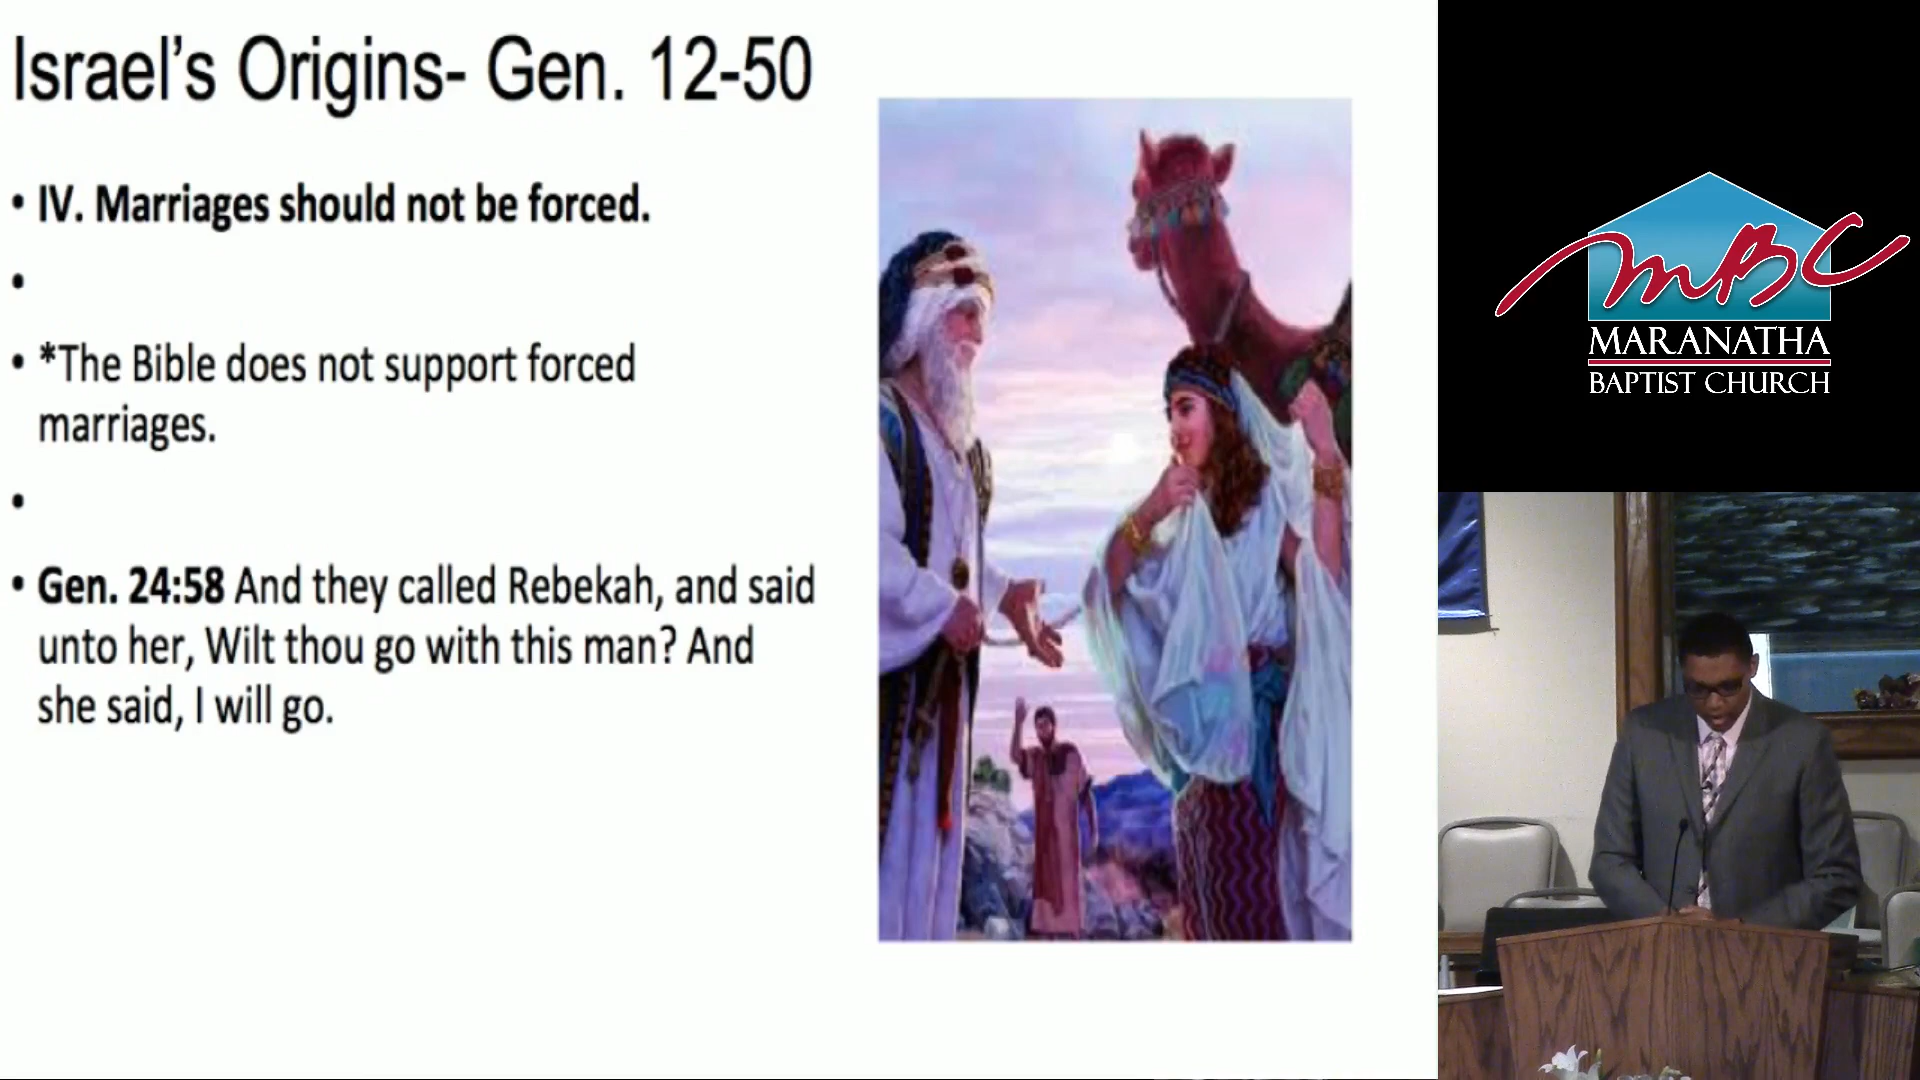 Israel's Origins- Gen. 12-50
• IV. Marriages should not be forced.
•
• *The Bible does not support forced
marriages.
•
• Gen. 24:58 And they called Rebekah, and said
unto her, Wilt thou go with this man? And
she said, I will go.
MBC
MARANATHA
BAPTIST CHURCH